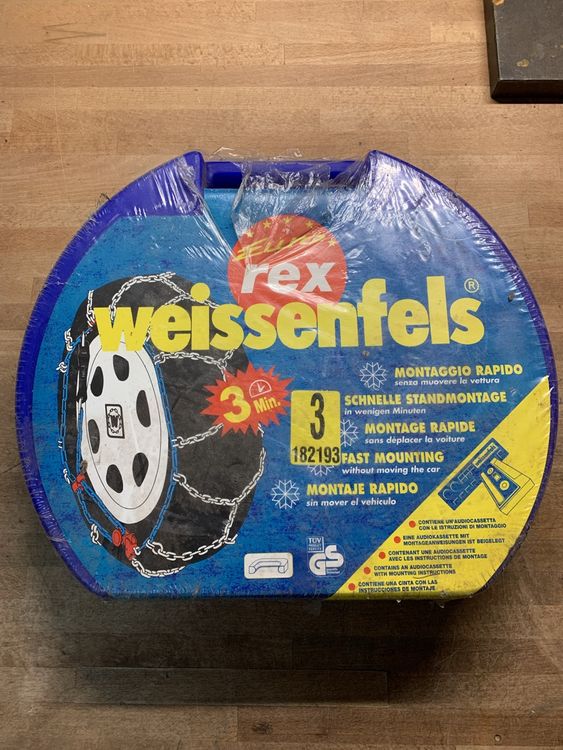 Euro
rex
weissenfels®
MONTAGGIO RAPIDO
senza muovere la vettura
SCHNELLE STANDMONTAGE
in wenigen Minuten
MONTAGE RAPIDE
sans déplacer la voiture
FAST MOUNTING
without moving the car
MONTAJE RAPIDO
sin mover el vehiculo
3 Min.
3
182193
TÜV
GS
• CONTIENE UN'AUDIOCASSETTA
CON LE ISTRUZIONI DI MONTAGGIO
• EINE AUDIOKASSETTE MIT
MONTAGEANWEISUNGEN IST BEIGELEGT
• CONTENANT UNE AUDIOCASSETTE
AVEC LES INSTRUCTIONS DE MONTAGE
• CONTAINS AN AUDIOCASSETTE
WITH MOUNTING INSTRUCTIONS
• CONTIENE UNA CINTA CON LAS
INSTRUCCIONES DE MONTAJE